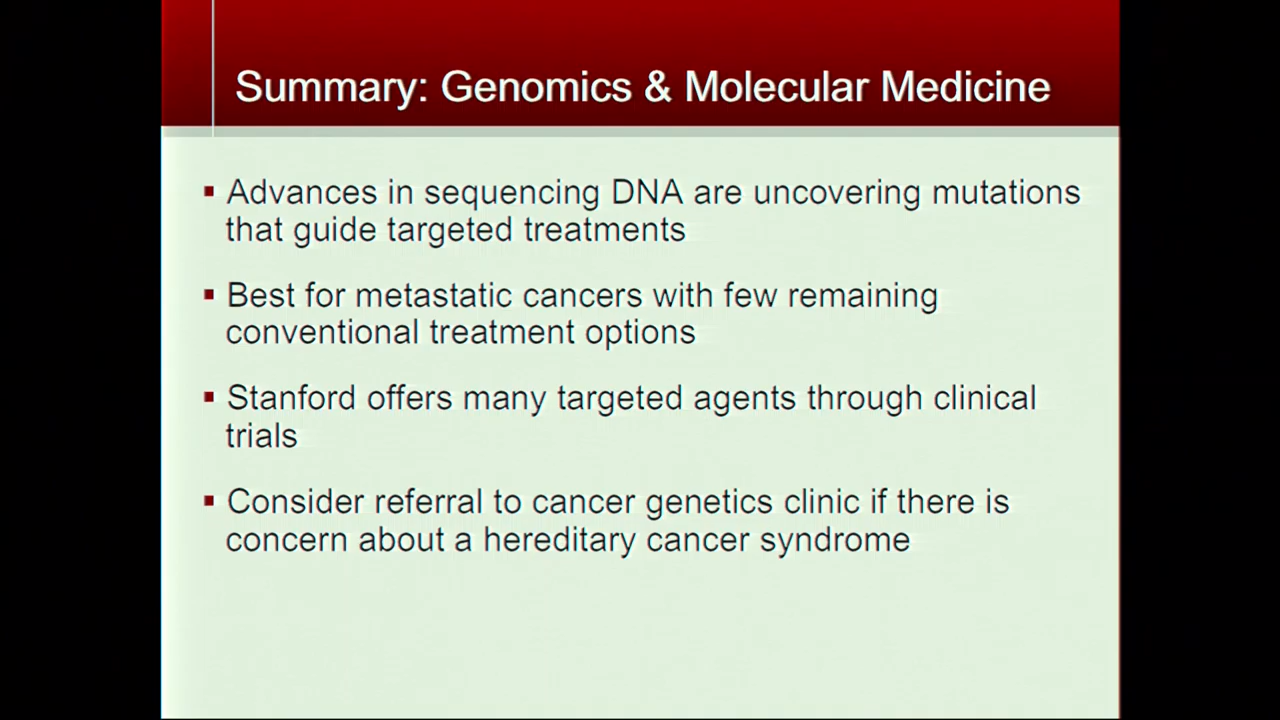 Summary: Genomics & Molecular Medicine
▪ Advances in sequencing DNA are uncovering mutations
that guide targeted treatments
▪ Best for metastatic cancers with few remaining
conventional treatment options
▪ Stanford offers many targeted agents through clinical
trials
▪ Consider referral to cancer genetics clinic if there is
concern about a hereditary cancer syndrome